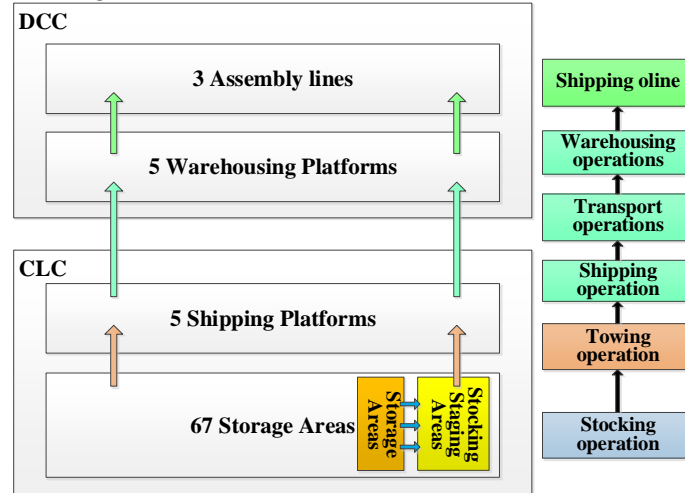 DCC
3 Assembly lines
5 Warehousing Platforms
CLC
5 Shipping Platforms
67 Storage Areas
Storage
Areas
Stocking
Staging
Areas
Shipping oline
Warehousing
operations
Transport
operations
Shipping
operation
Towing
operation
Stocking
operation